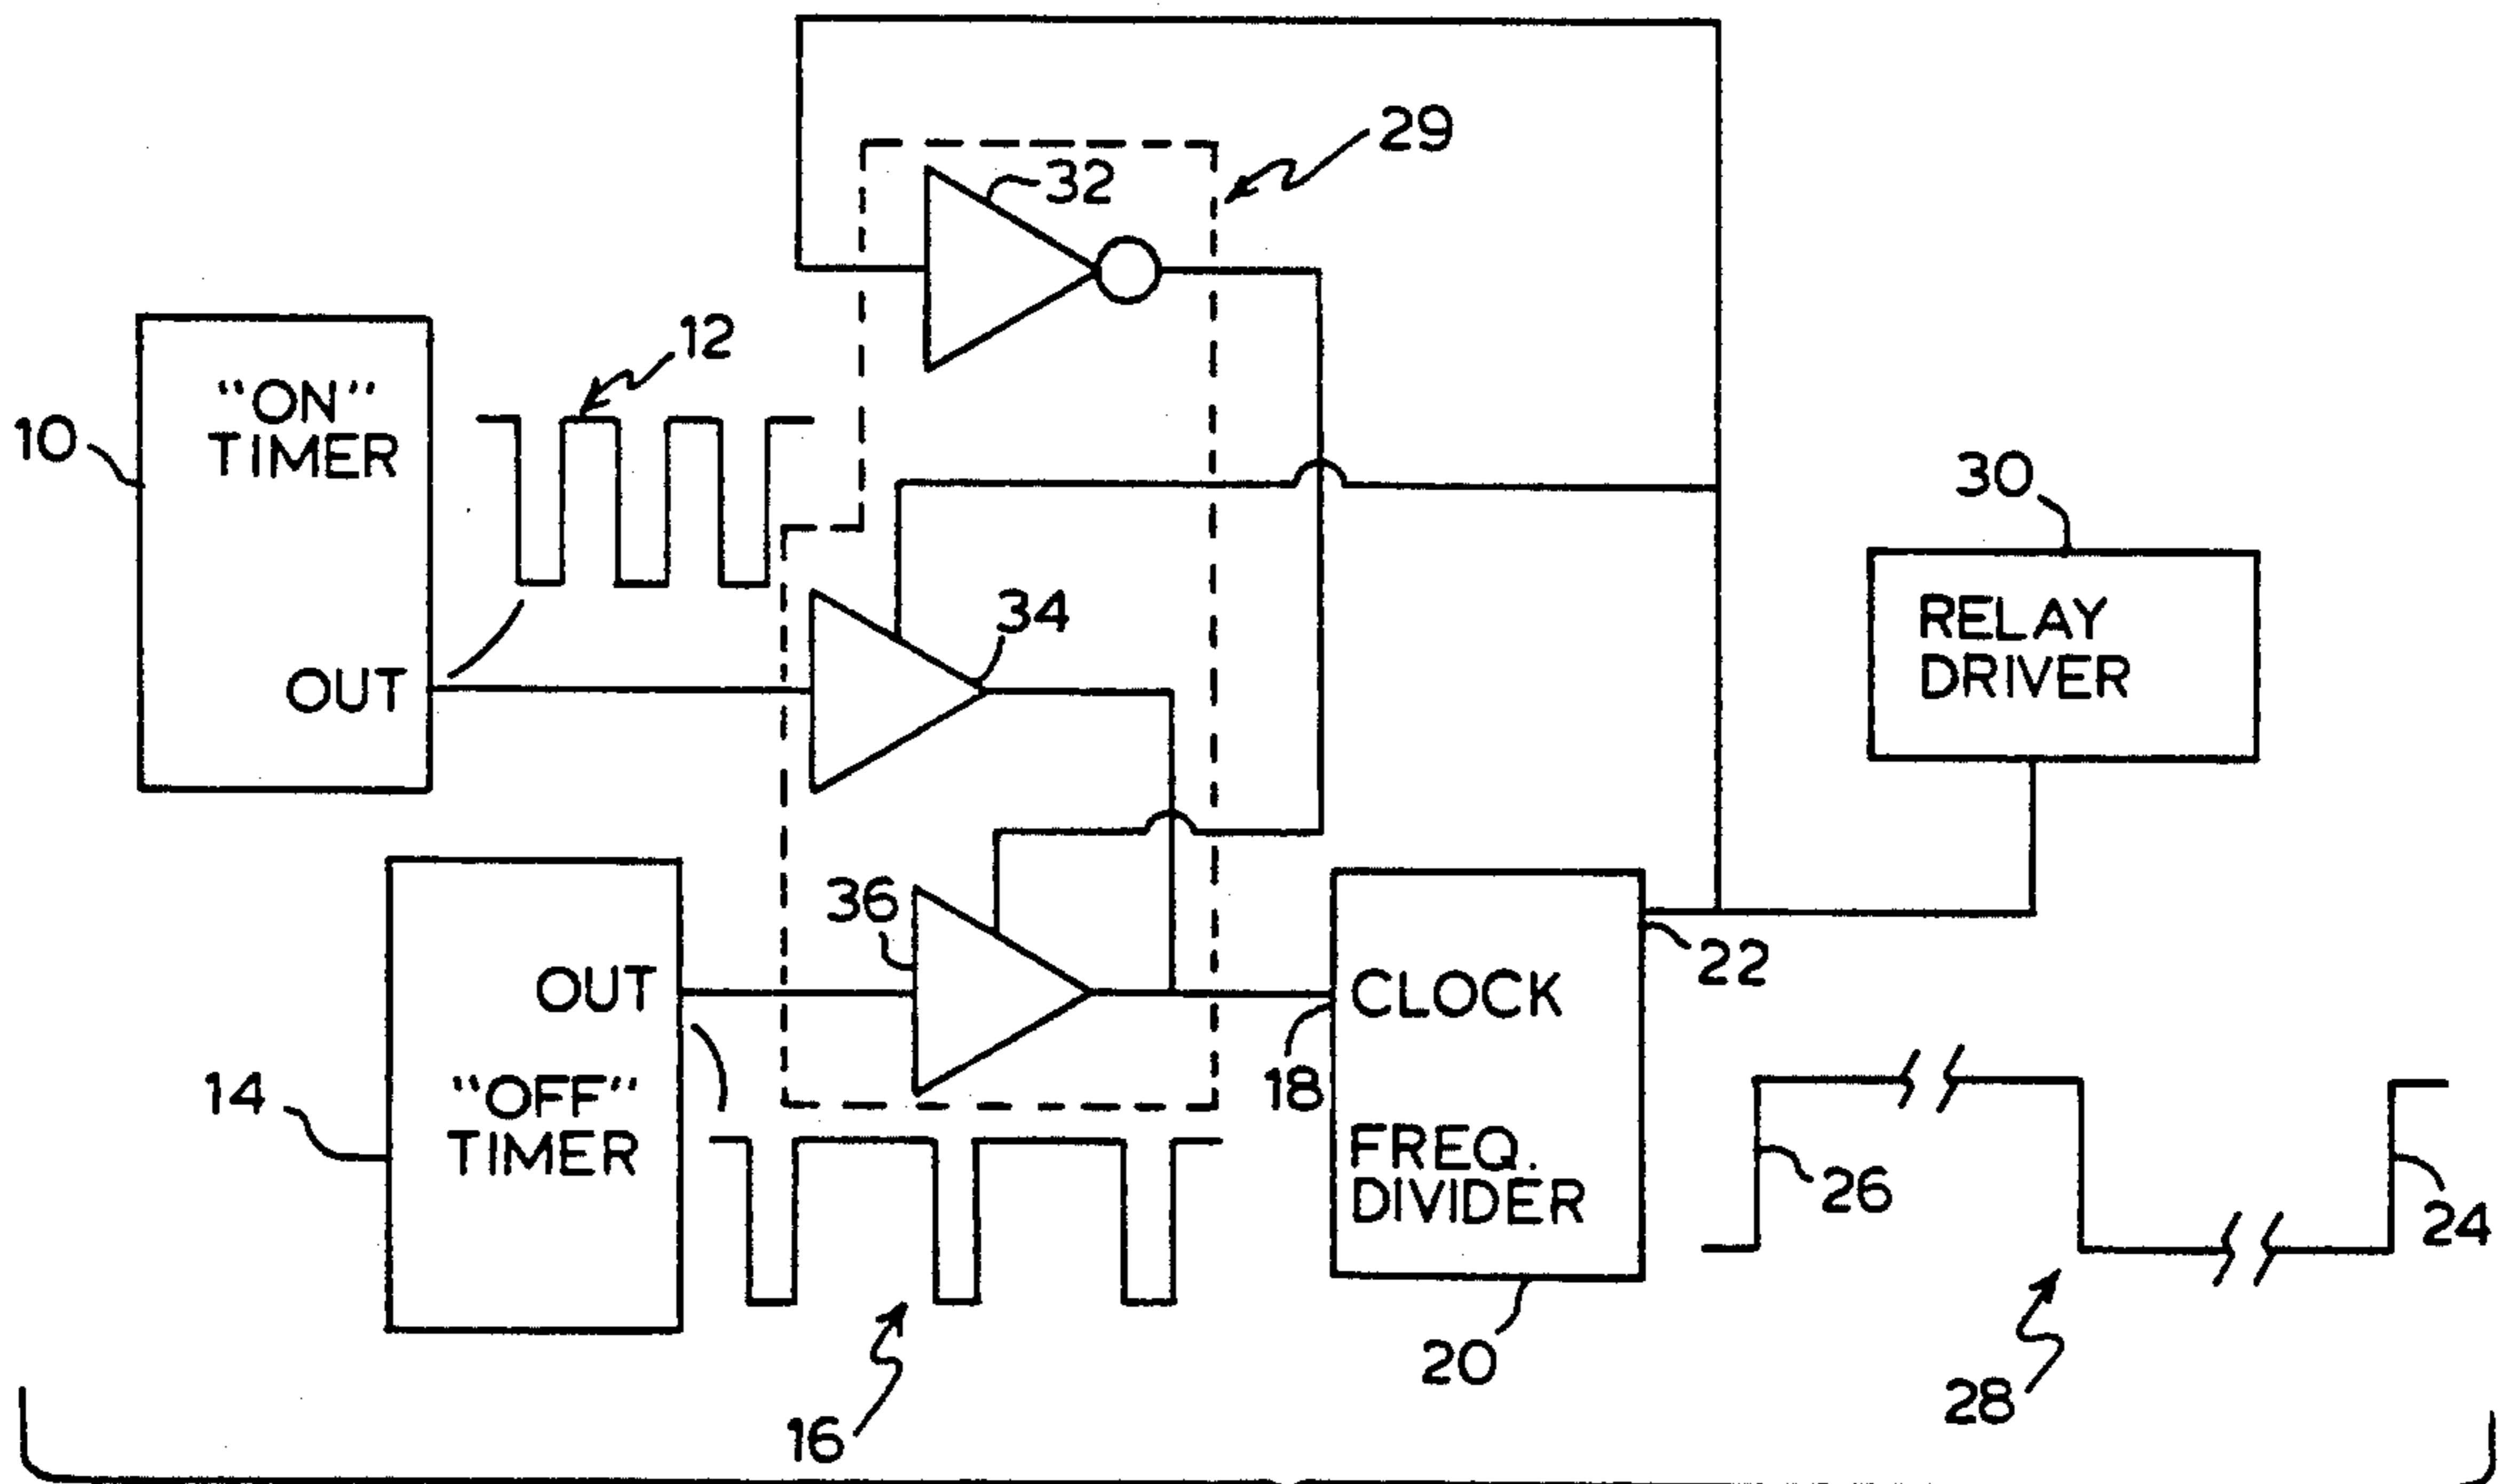 29
32
12
"ON"
TIMER
10
30
34
RELAY
DRIVER
OUT
36
22
OUT
CLOCK
18
14
"OFF"
TIMER
FREQ.
DIVIDER
26
24
20
28
16